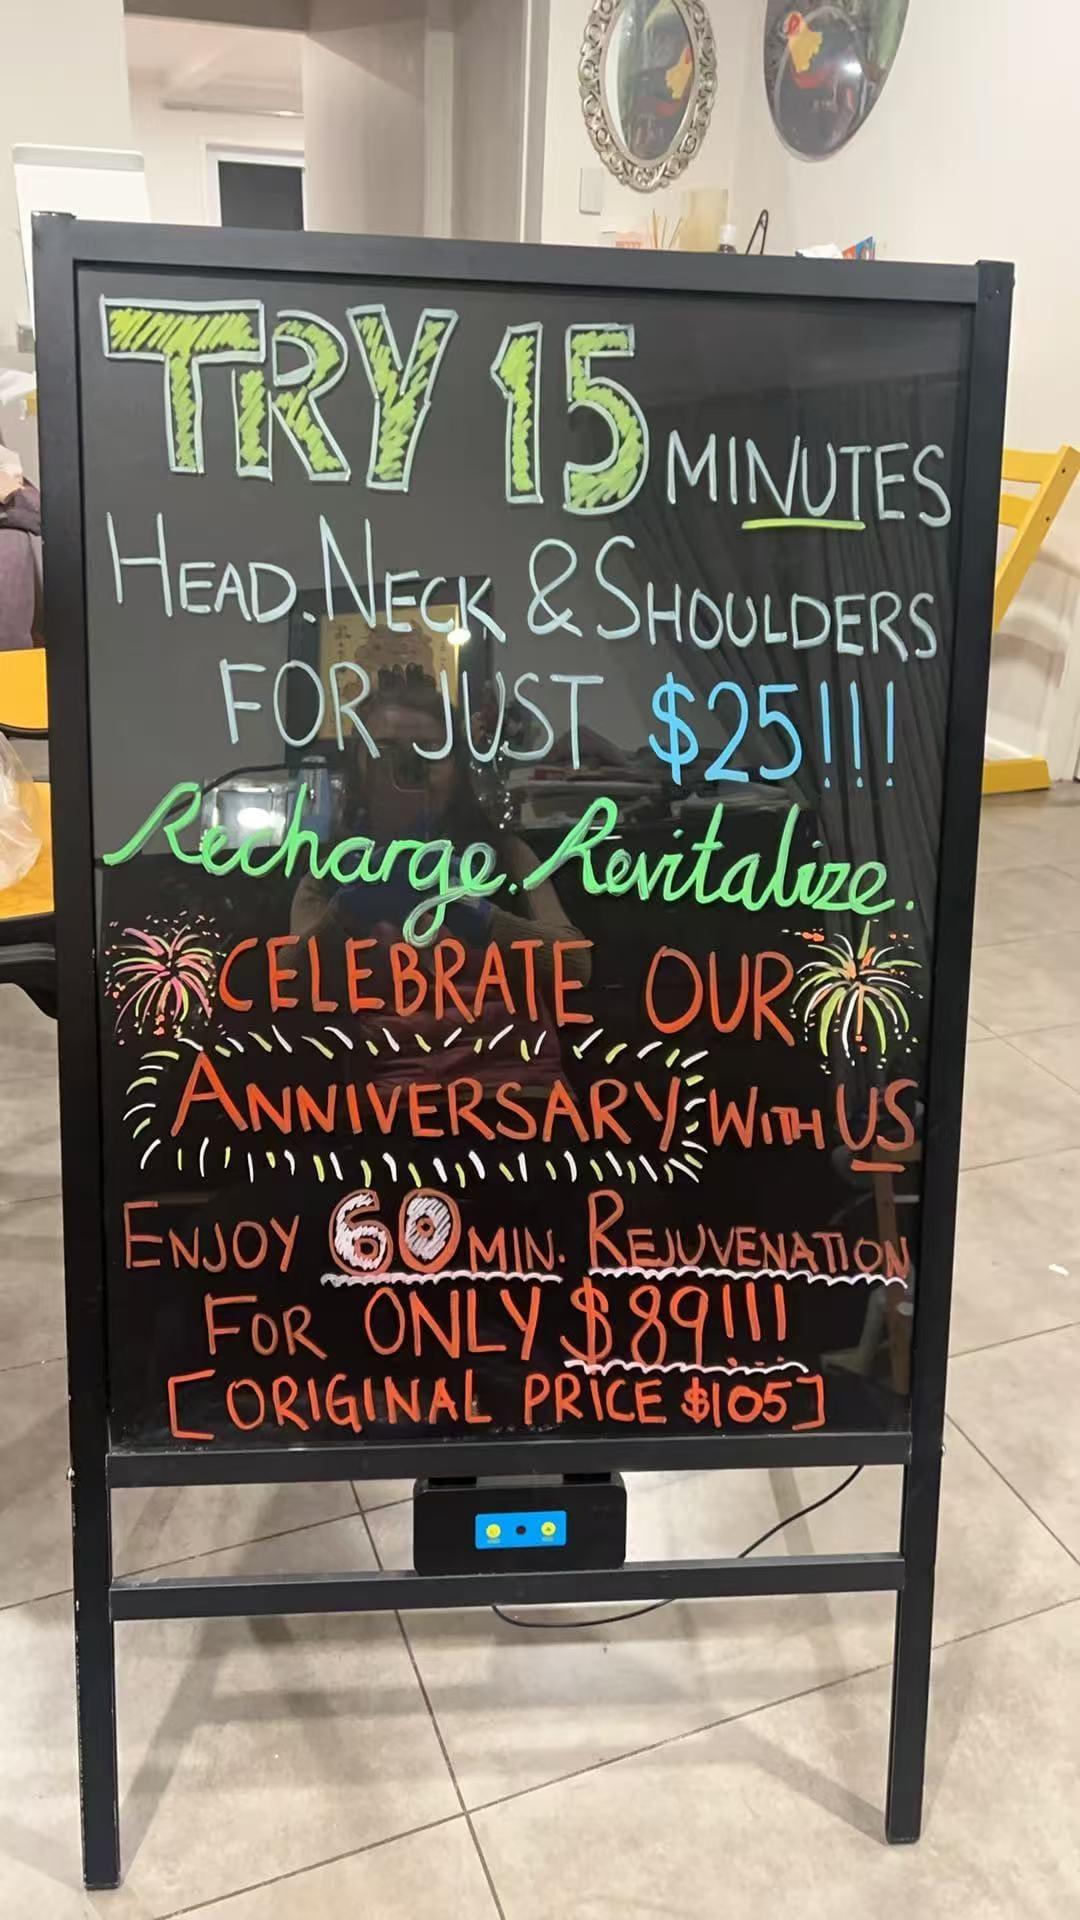 TRY 15 MINUTES
HEAD. NECK & SHOULDERS
FOR JUST $25!!!
Recharge. Revitalize.
CELEBRATE OUR
ANNIVERSARY WITH US
ENJOY 60 MIN. REJUVENATION
FOR ONLY $89!!!
[ORIGINAL PRICE $105]